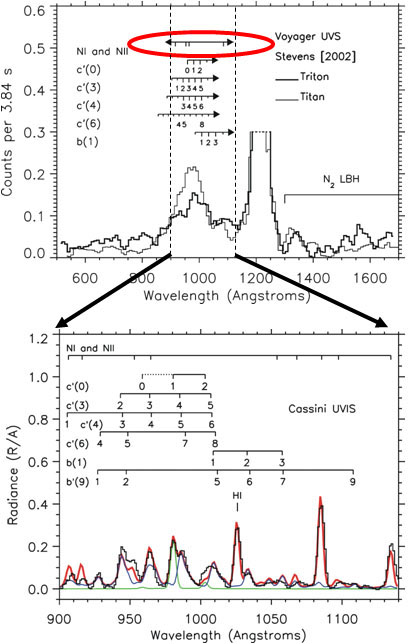 0.6
0.5
0.4
0.3
0.2
0.1
0.0
Counts per 3.84 s
NI and NII
c'(0)
c'(3)
c'(4)
c'(6)
b(1)
0 1 2
1 2 3 4 5
3 4 5 6
4 5 8
1 2 3
Voyager UVS
Stevens [2002]
Triton
Titan
N2 LBH
600 800 1000 1200 1400 1600
Wavelength (Angstroms)
1.2
1.0
0.8
0.6
0.4
0.2
0.0
Radiance (R/A)
NI and NII
c'(0) 0 1 2
c'(3) 2 3 4 5
1 c'(4) 3 4 5 6
c'(6) 4 5 7 8
b(1) 1 2 3
b'(9) 1 2 5 6 7 9
Cassini UVIS
HI
900 950 1000 1050 1100
Wavelength (Angstroms)